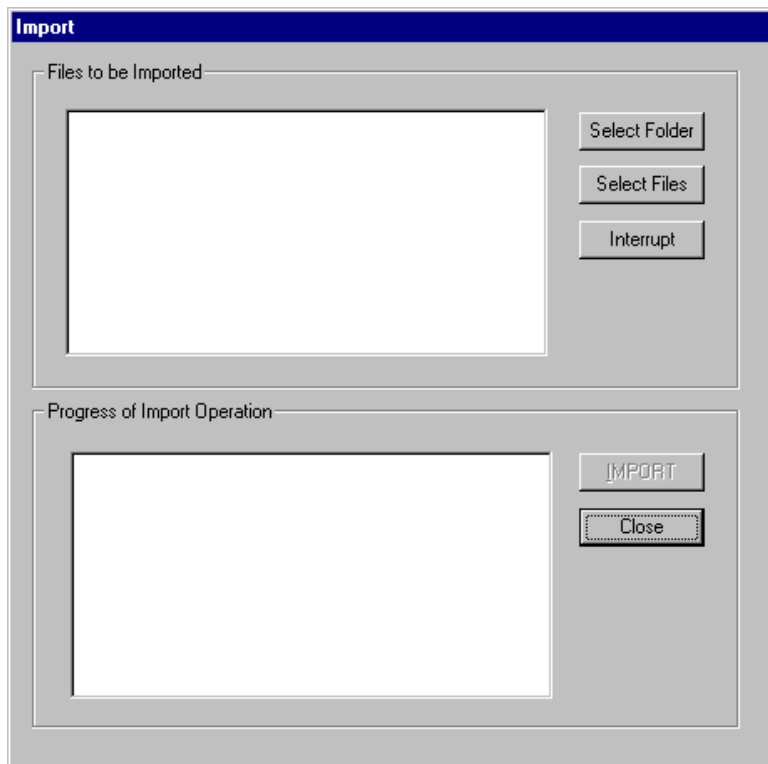 Import
Files to be Imported
Select Folder
Select Files
Interrupt
Progress of Import Operation
IMPORT
Close